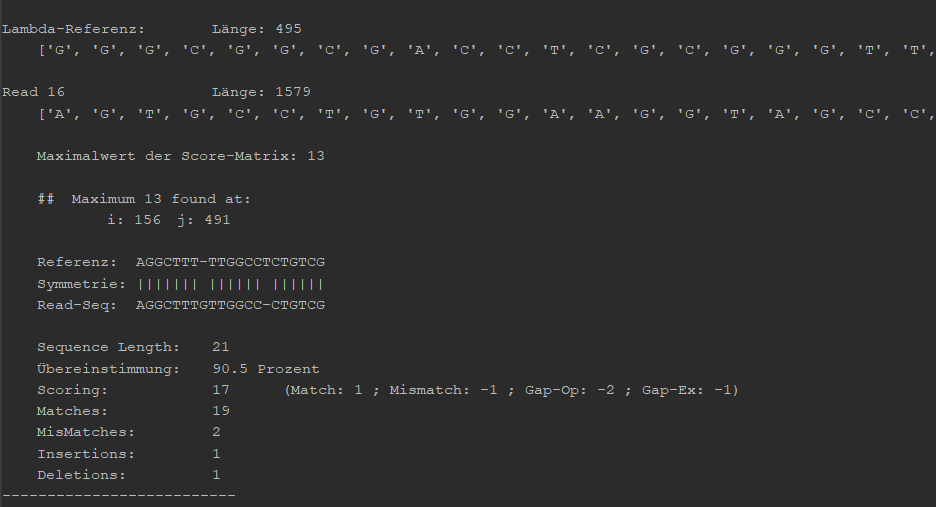 Lambda-Referenz: Länge: 495
['G', 'G', 'G', 'C', 'G', 'G', 'C', 'G', 'A', 'C', 'C', 'T', 'C', 'G', 'C', 'G', 'G', 'G', 'T', 'T',
Read 16 Länge: 1579
['A', 'G', 'T', 'G', 'C', 'C', 'T', 'G', 'T', 'G', 'G', 'A', 'A', 'G', 'G', 'T', 'A', 'G', 'C', 'C',
Maximalwert der Score-Matrix: 13
## Maximum 13 found at:
i: 156 j: 491
Referenz: AGGCTTT-TTGGCCTCTGTCG
Symmetrie: ||||||| |||||| ||||||
Read-Seq: AGGCTTTGTTGGCC-CTGTCG
Sequence Length: 21
Übereinstimmung: 90.5 Prozent
Scoring: 17 (Match: 1 ; Mismatch: -1 ; Gap-Op: -2 ; Gap-Ex: -1)
Matches: 19
MisMatches: 2
Insertions: 1
Deletions: 1
--------------------------